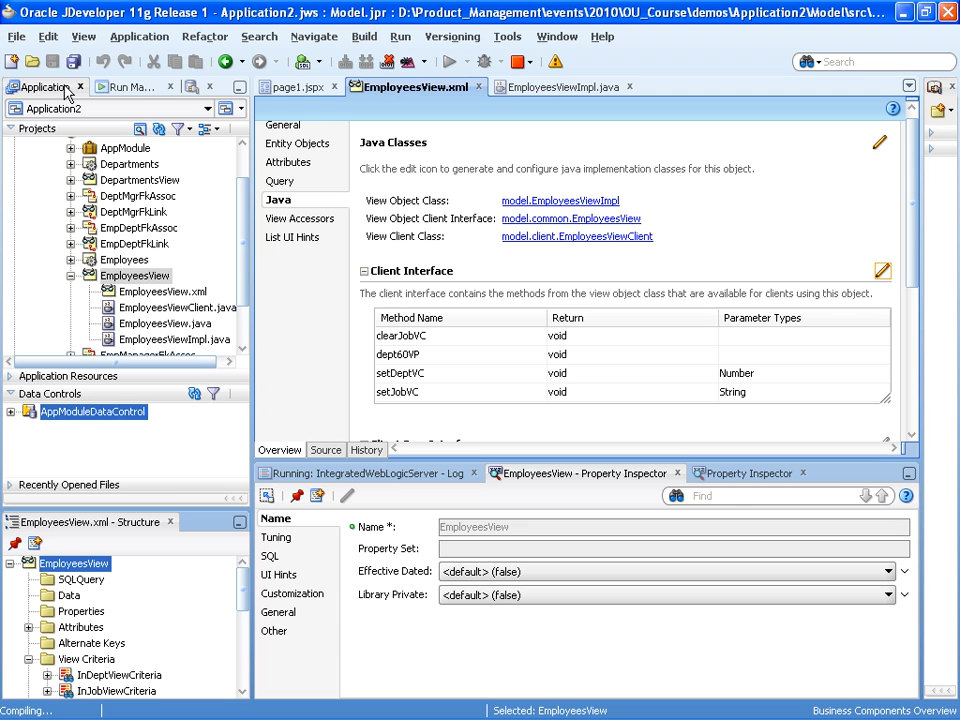 Oracle JDeveloper 11g Release 1 - Application2.jws : Model.jpr : D:\Product_Management\events\2010\OU_Course\demos\Application2\Model\src\...
File Edit View Application Refactor Search Navigate Build Run Versioning Tools Window Help
Search
Application Run Ma...
page1.jspx EmployeesView.xml EmployeesViewImpl.java
Application2
Projects
AppModule
Departments
DepartmentsView
DeptMgrFkAssoc
DeptMgrFkLink
EmpDeptFkAssoc
EmpDeptFkLink
Employees
EmployeesView
EmployeesView.xml
EmployeesViewClient.java
EmployeesView.java
EmployeesViewImpl.java
EmpManagerFkAssoc
Application Resources
Data Controls
AppModuleDataControl
Recently Opened Files
General
Entity Objects
Attributes
Query
Java
View Accessors
List UI Hints
Java Classes
Click the edit icon to generate and configure java implementation classes for this object.
View Object Class: model.EmployeesViewImpl
View Object Client Interface: model.common.EmployeesView
View Client Class: model.client.EmployeesViewClient
Client Interface
The client interface contains the methods from the view object class that are available for clients using this object.
Method Name Return Parameter Types
clearJobVC void
dept60VP void
setDeptVC void Number
setJobVC void String
Overview Source History
EmployeesView.xml - Structure
EmployeesView
SQLQuery
Data
Properties
Attributes
Alternate Keys
View Criteria
InDeptViewCriteria
InJobViewCriteria
Running: IntegratedWebLogicServer - Log EmployeesView - Property Inspector Property Inspector
Find
Name
Tuning
SQL
UI Hints
Customization
General
Other
Name *: EmployeesView
Property Set:
Effective Dated: <default> (false)
Library Private: <default> (false)
Compiling... Selected: EmployeesView Business Components Overview